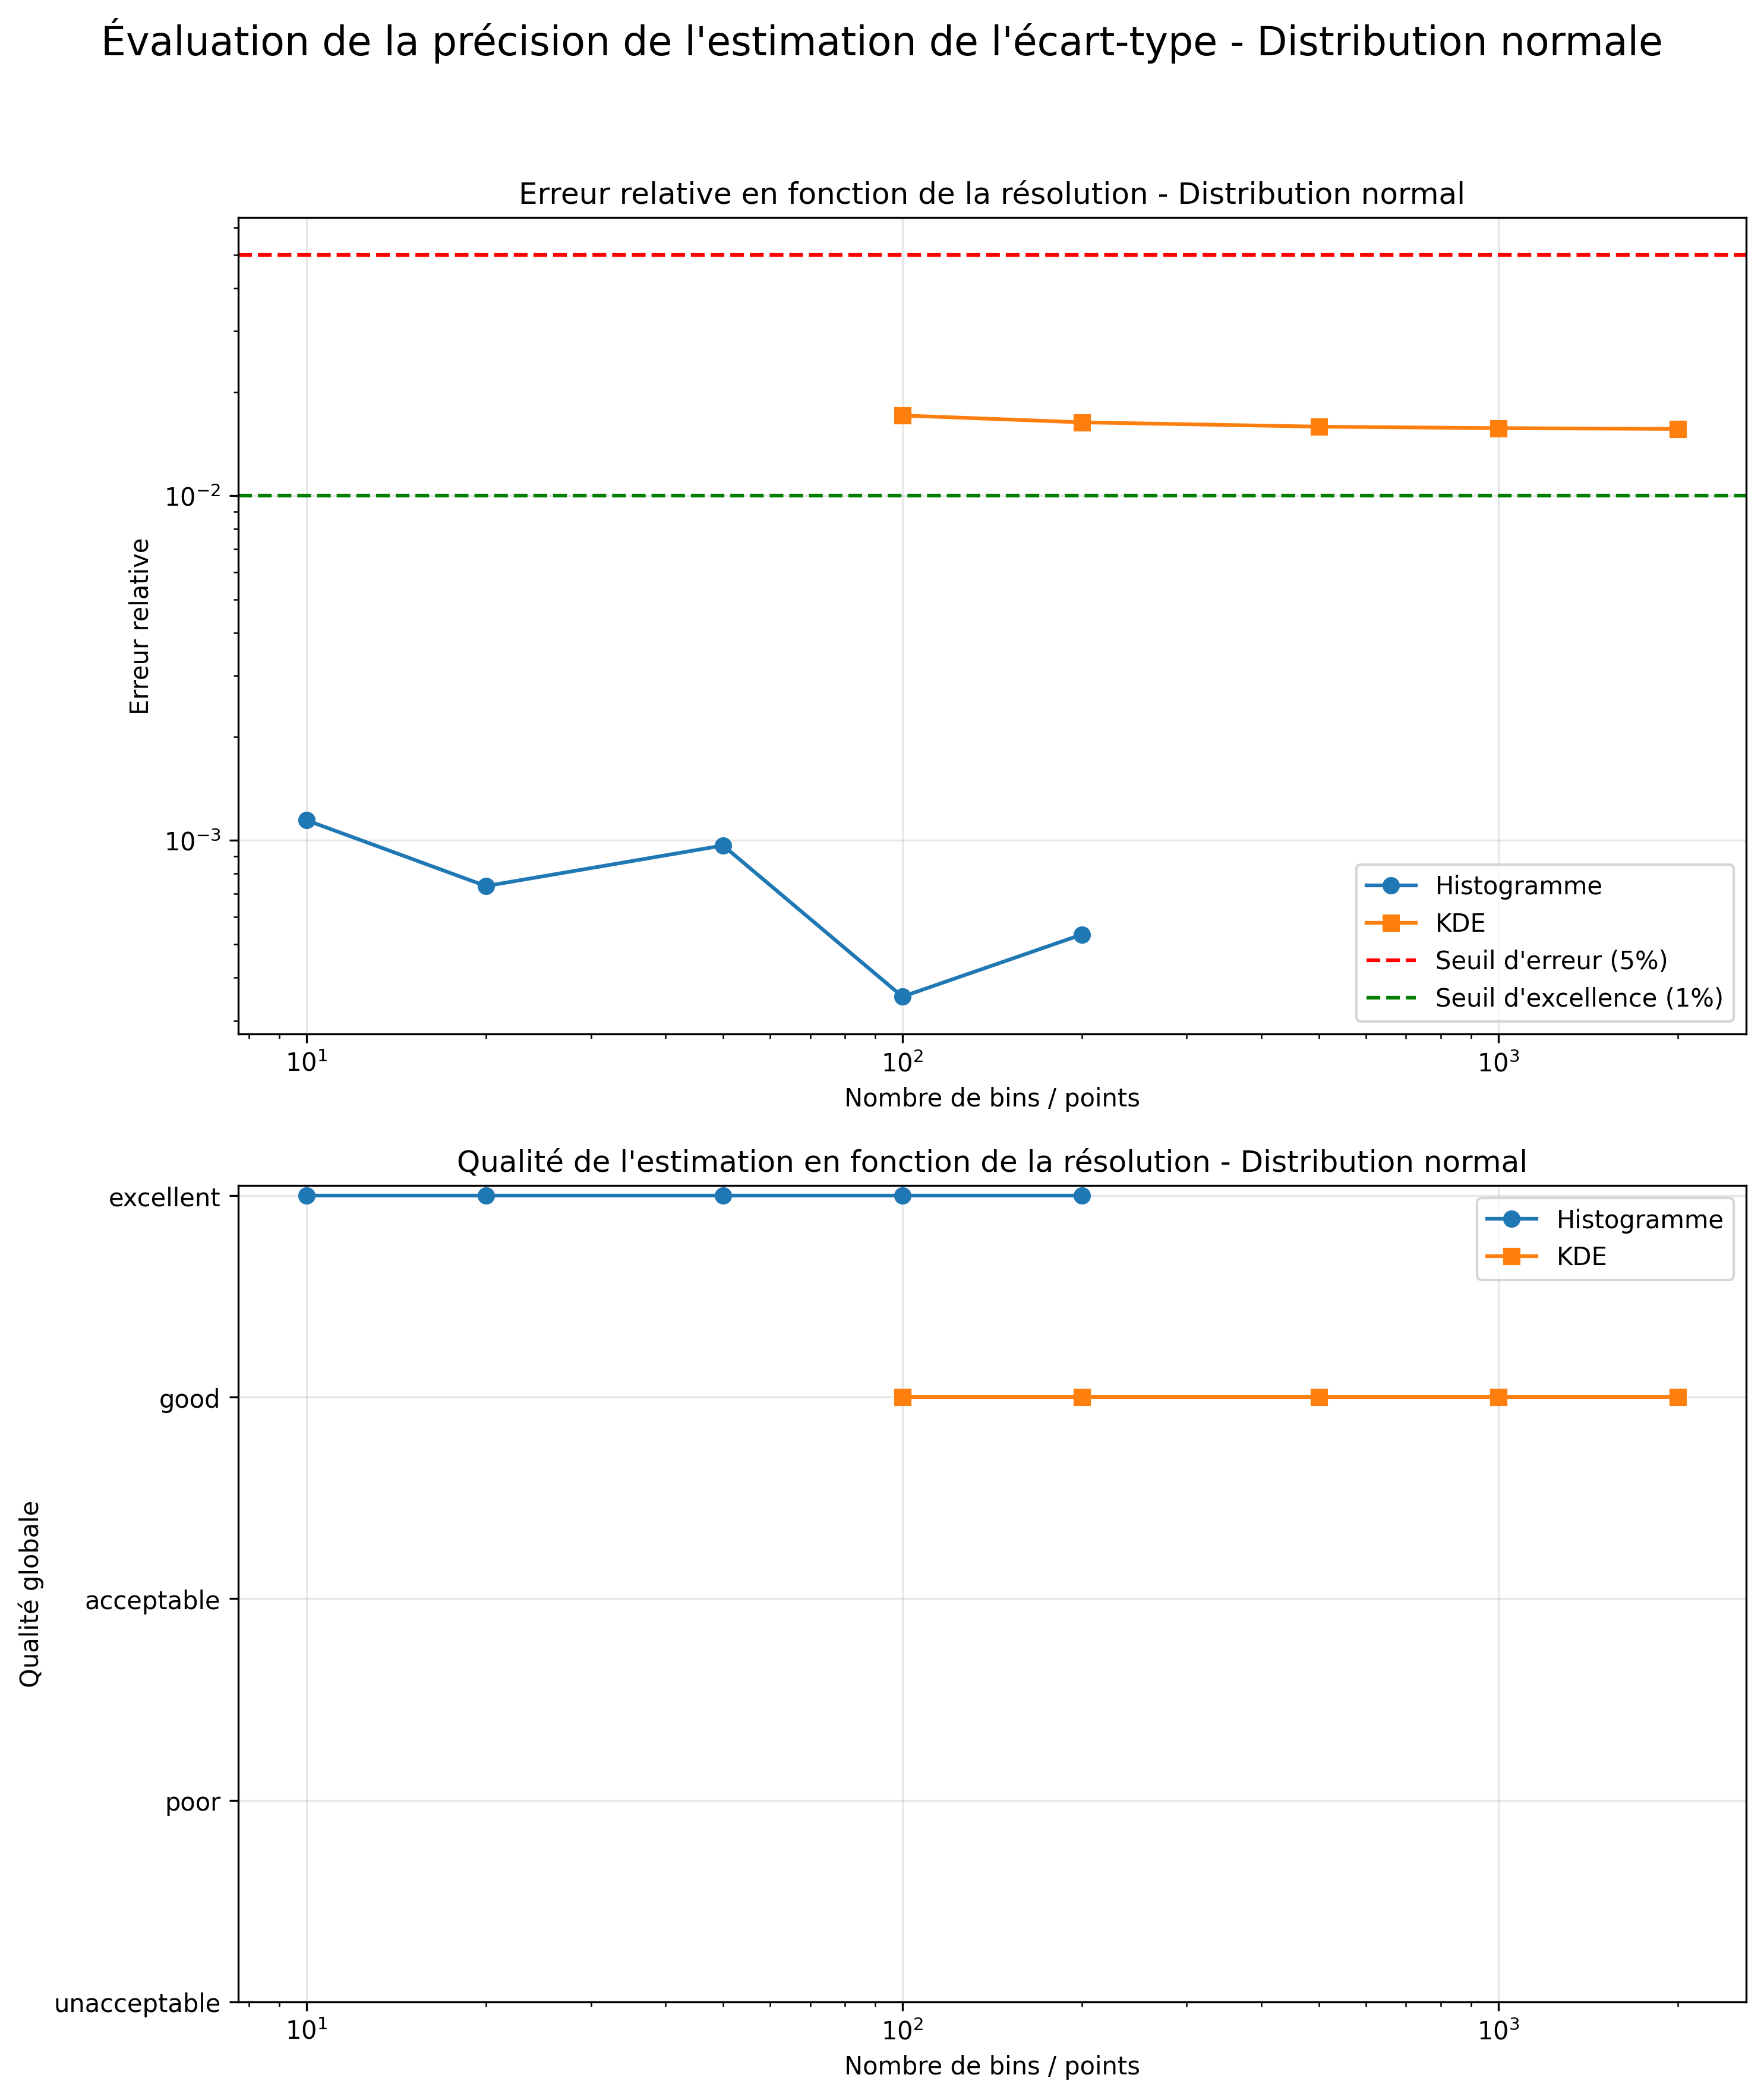 Évaluation de la précision de l'estimation de l'écart-type - Distribution normale
Erreur relative en fonction de la résolution - Distribution normal
Erreur relative
10⁻²
10⁻³
Histogramme
KDE
Seuil d'erreur (5%)
Seuil d'excellence (1%)
10¹
10²
10³
Nombre de bins / points
Qualité de l'estimation en fonction de la résolution - Distribution normal
Qualité globale
excellent
good
acceptable
poor
unacceptable
Histogramme
KDE
10¹
10²
10³
Nombre de bins / points